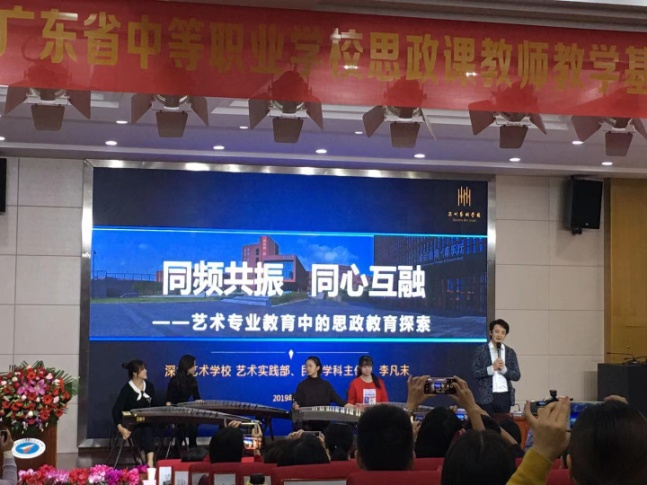 广东省中等职业学校思政课教师教学基
同频共振 同心互融
——艺术专业教育中的思政教育探索
艺术学校 艺术实践部、 学科主 李凡末
2019